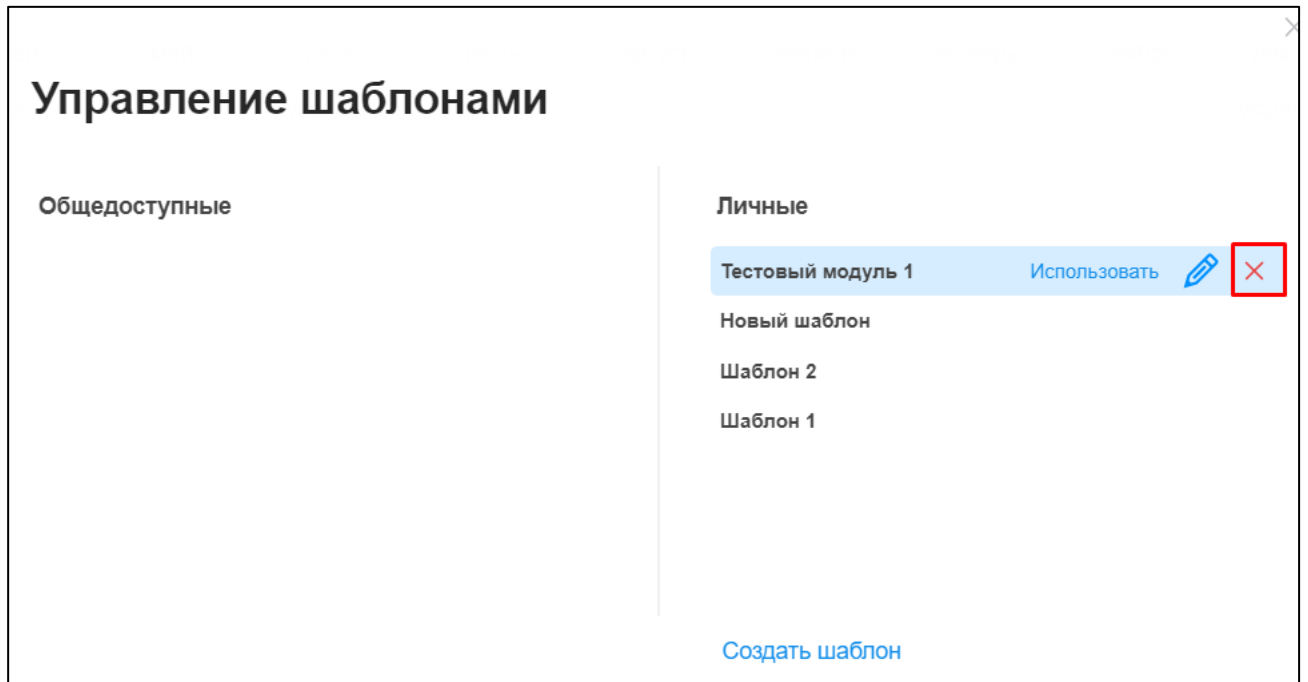 Управление шаблонами
Общедоступные
Личные
Тестовый модуль 1 Использовать
Новый шаблон
Шаблон 2
Шаблон 1
Создать шаблон